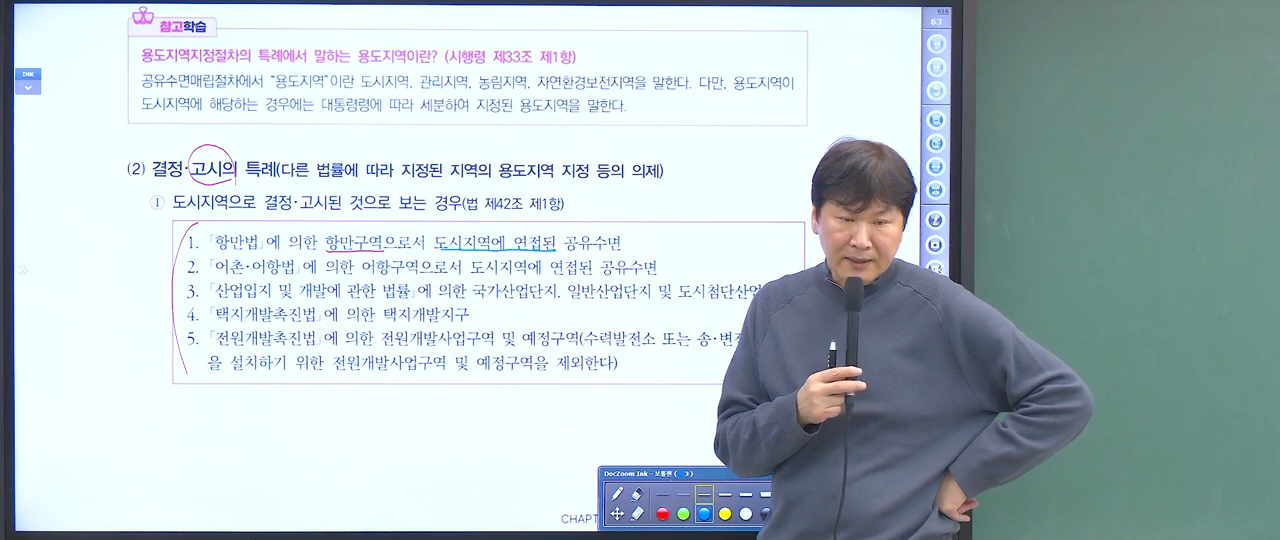 616
63
참고학습
용도지역지정절차의 특례에서 말하는 용도지역이란? (시행령 제33조 제1항)
공유수면매립절차에서 “용도지역”이란 도시지역, 관리지역, 농림지역, 자연환경보전지역을 말한다. 다만, 용도지역이
도시지역에 해당하는 경우에는 대통령령에 따라 세분하여 지정된 용도지역을 말한다.
INK
(2) 결정·고시의 특례(다른 법률에 따라 지정된 지역의 용도지역 지정 등의 의제)
① 도시지역으로 결정·고시된 것으로 보는 경우(법 제42조 제1항)
1. 「항만법」에 의한 항만구역으로서 도시지역에 연접된 공유수면
2. 「어촌·어항법」에 의한 어항구역으로서 도시지역에 연접된 공유수면
3. 「산업입지 및 개발에 관한 법률」에 의한 국가산업단지, 일반산업단지 및 도시첨단산업
4. 「택지개발촉진법」에 의한 택지개발지구
5. 「전원개발촉진법」에 의한 전원개발사업구역 및 예정구역(수력발전소 또는 송·변전
을 설치하기 위한 전원개발사업구역 및 예정구역을 제외한다)
DocZoom Ink - 보통펜 ( 3 )
CHAPT